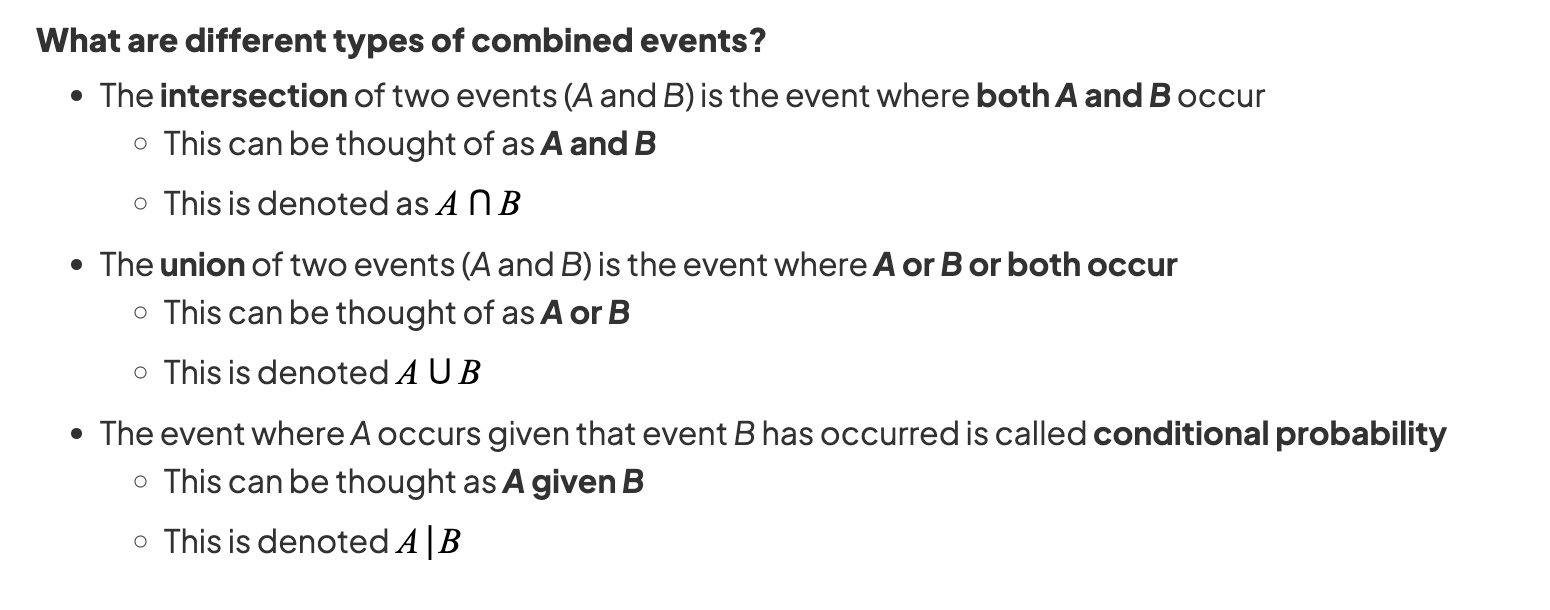 What are different types of combined events?
• The intersection of two events (A and B) is the event where both A and B occur
○ This can be thought of as A and B
○ This is denoted as A ∩ B
• The union of two events (A and B) is the event where A or B or both occur
○ This can be thought of as A or B
○ This is denoted A ∪ B
• The event where A occurs given that event B has occurred is called conditional probability
○ This can be thought as A given B
○ This is denoted A | B